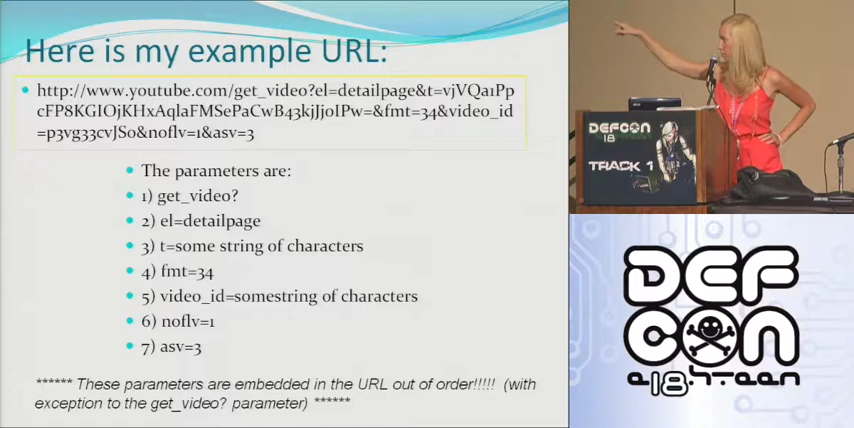 Here is my example URL:
• http://www.youtube.com/get_video?el=detailpage&t=vjVQa1Pp
cFP8KGIOjKHxAqlaFMSePaCwB43kjJjoIPw=&fmt=34&video_id
=p3vg33cvJSo&noflv=1&asv=3
• The parameters are:
• 1) get_video?
• 2) el=detailpage
• 3) t=some string of characters
• 4) fmt=34
• 5) video_id=somestring of characters
• 6) noflv=1
• 7) asv=3
****** These parameters are embedded in the URL out of order!!!!! (with
exception to the get_video? parameter) ******
DEFCON
18
TRACK 1
DEF
CON
e18.h.teen